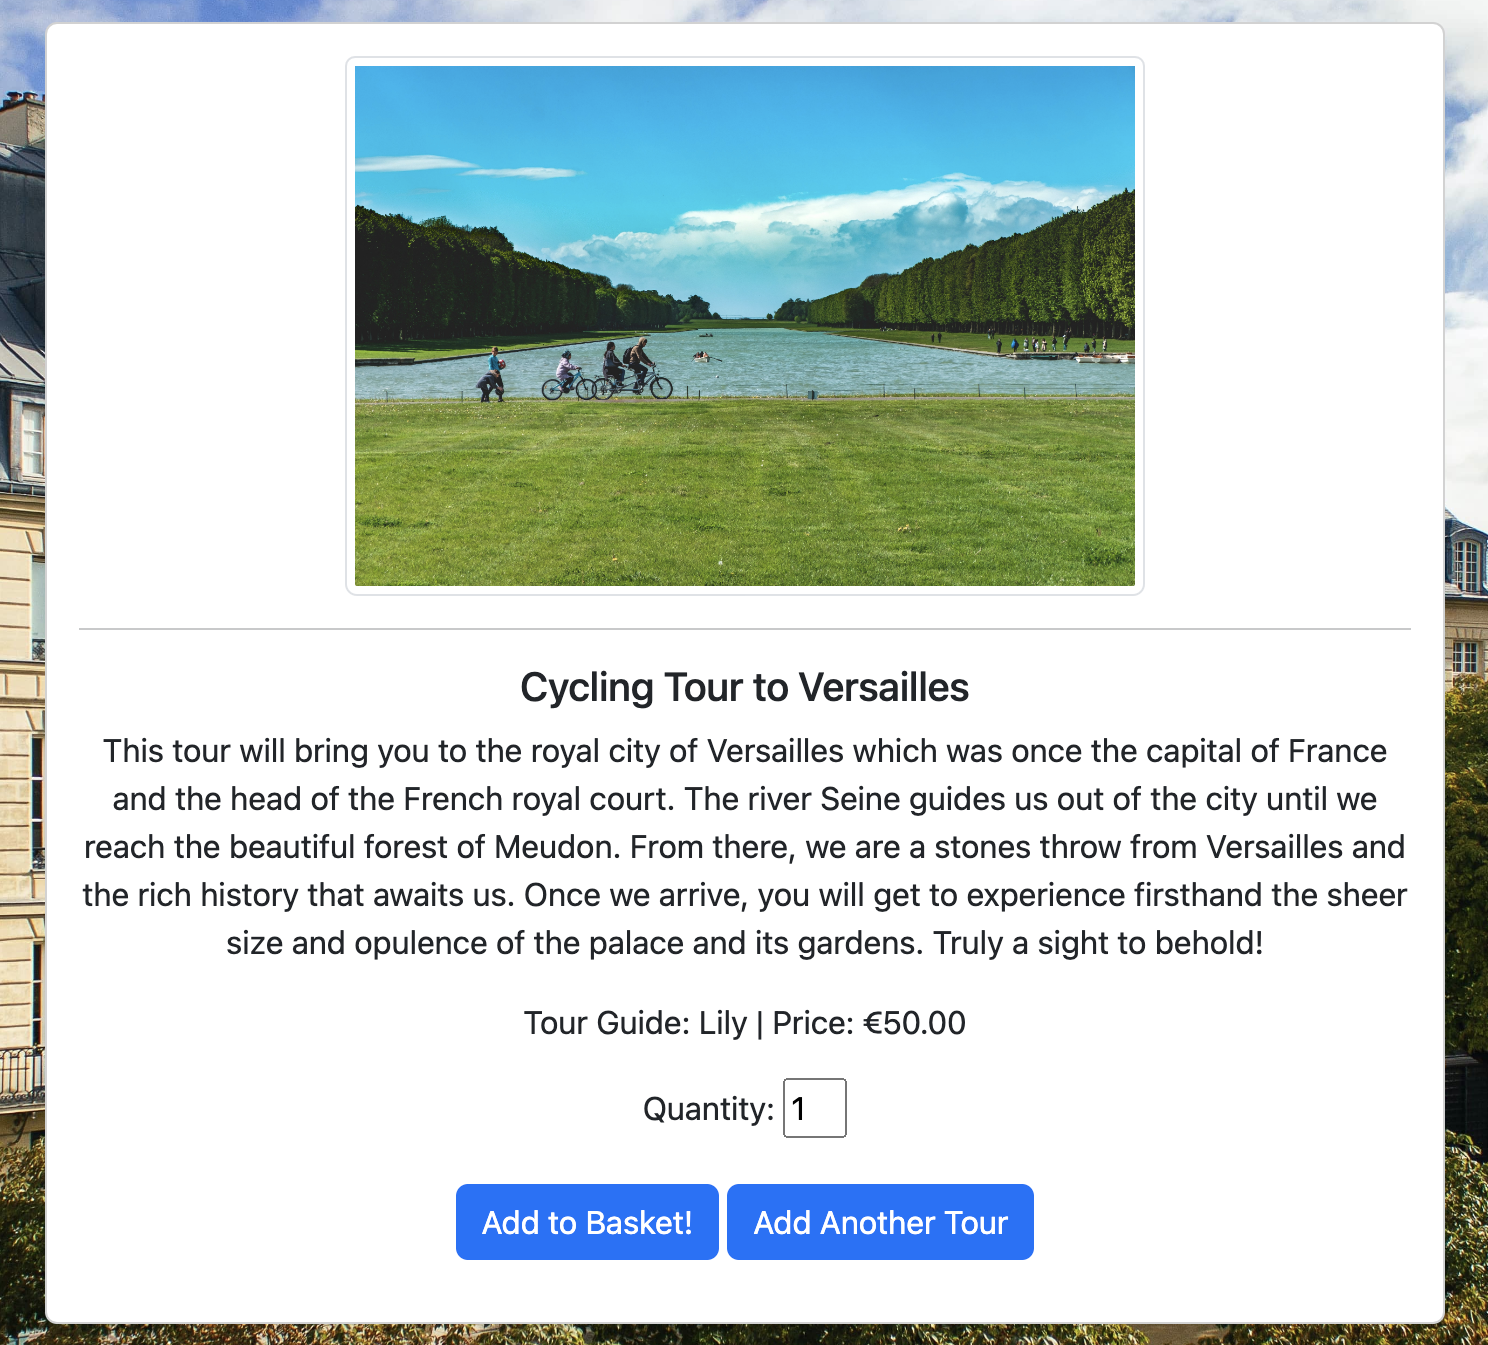 Cycling Tour to Versailles
This tour will bring you to the royal city of Versailles which was once the capital of France
and the head of the French royal court. The river Seine guides us out of the city until we
reach the beautiful forest of Meudon. From there, we are a stones throw from Versailles and
the rich history that awaits us. Once we arrive, you will get to experience firsthand the sheer
size and opulence of the palace and its gardens. Truly a sight to behold!
Tour Guide: Lily | Price: €50.00
Quantity: 1
Add to Basket! Add Another Tour